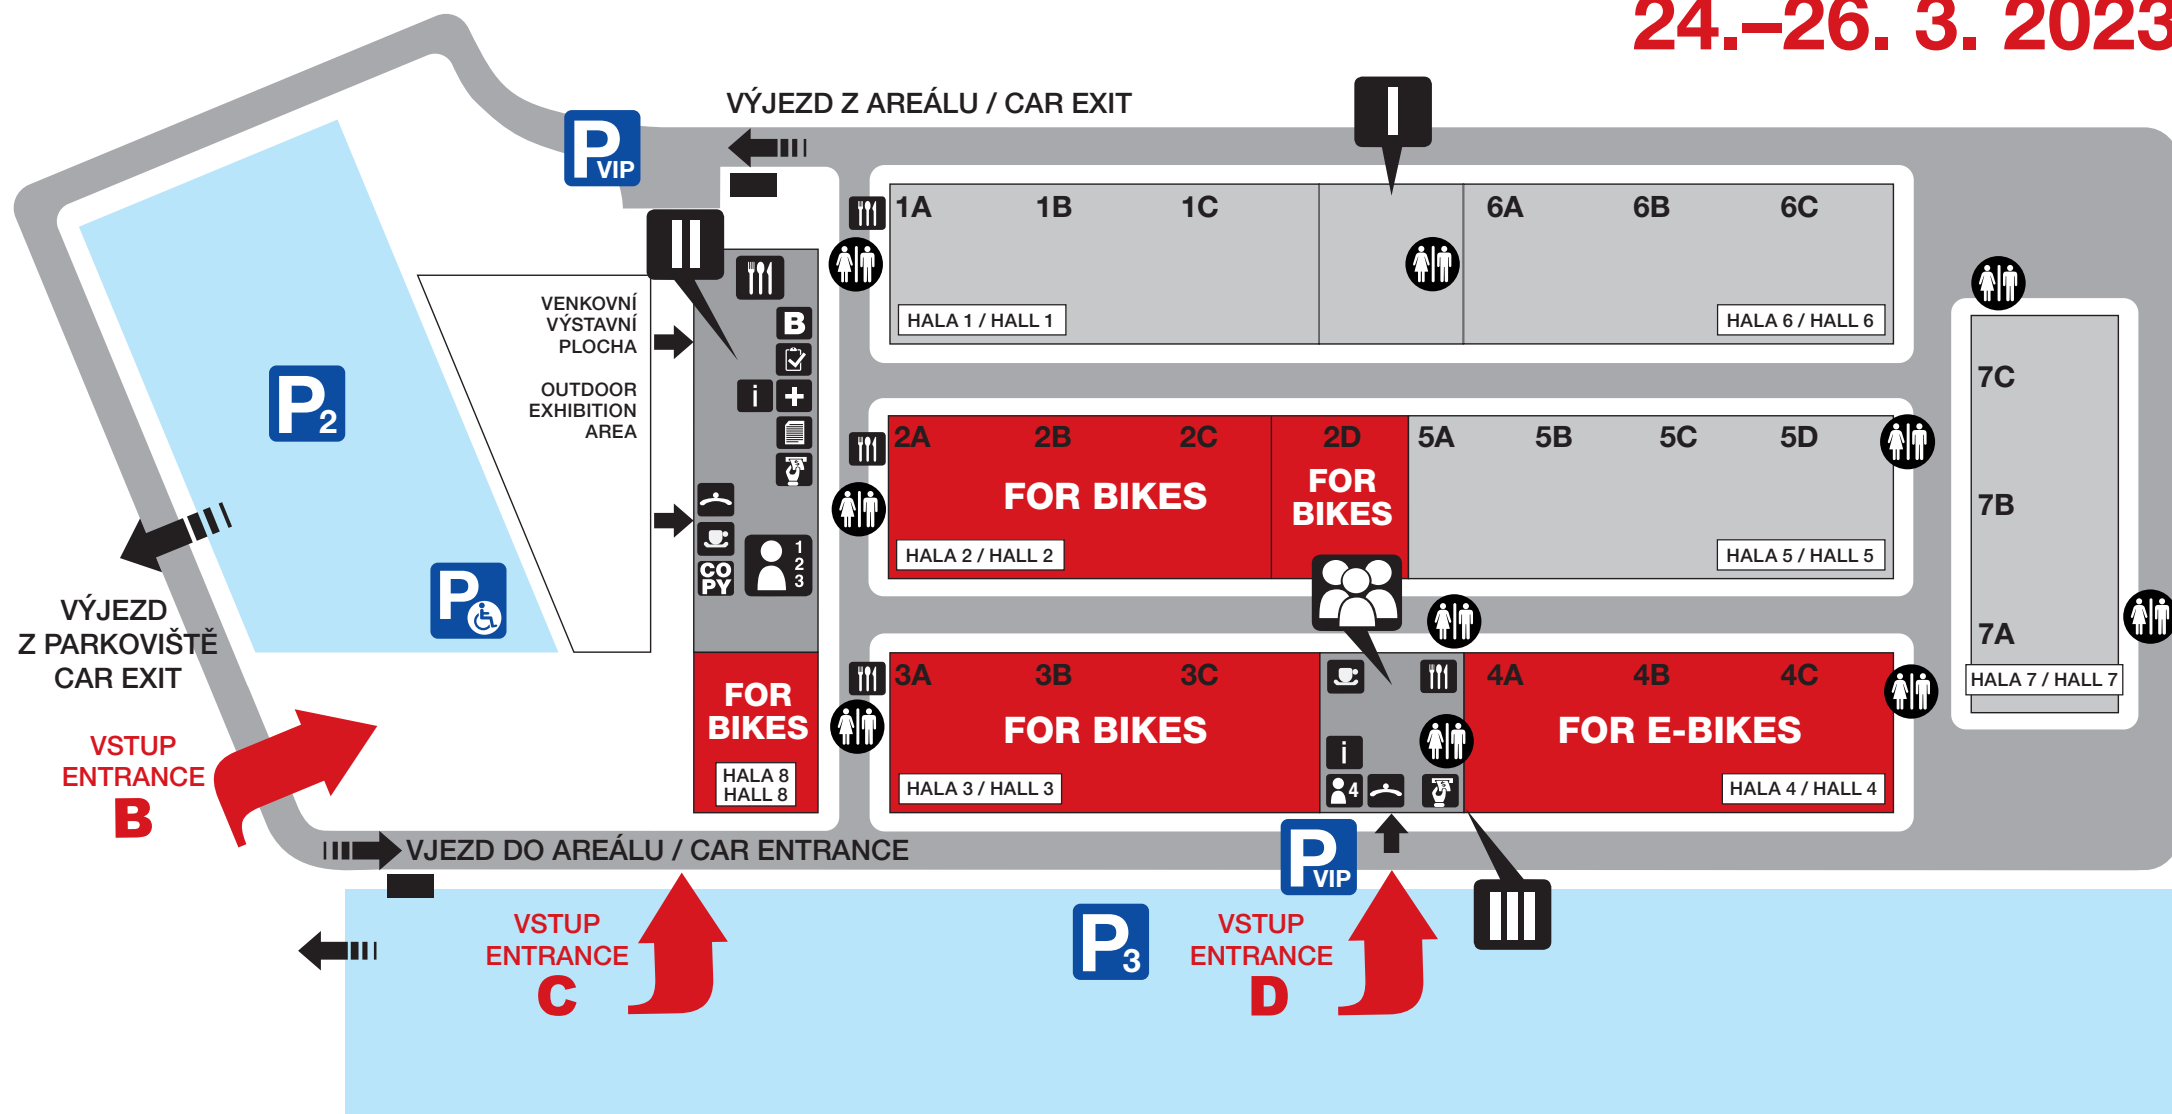 24.–26. 3. 2023
VÝJEZD Z AREÁLU / CAR EXIT
P VIP
I
II
1A 1B 1C 6A 6B 6C
HALA 1 / HALL 1
HALA 6 / HALL 6
VENKOVNÍ
VÝSTAVNÍ
PLOCHA
OUTDOOR
EXHIBITION
AREA
B
i
P2
7C
7B
7A
HALA 7 / HALL 7
2A 2B 2C 2D 5A 5B 5C 5D
FOR BIKES
FOR
BIKES
HALA 2 / HALL 2
HALA 5 / HALL 5
1
2
3
CO
PY
P
VÝJEZD
Z PARKOVIŠTĚ
CAR EXIT
VSTUP
ENTRANCE
B
FOR
BIKES
HALA 8
HALL 8
3A 3B 3C 4A 4B 4C
FOR BIKES
FOR E-BIKES
i
4
HALA 3 / HALL 3
HALA 4 / HALL 4
VJEZD DO AREÁLU / CAR ENTRANCE
P VIP
III
VSTUP
ENTRANCE
C
P3
VSTUP
ENTRANCE
D